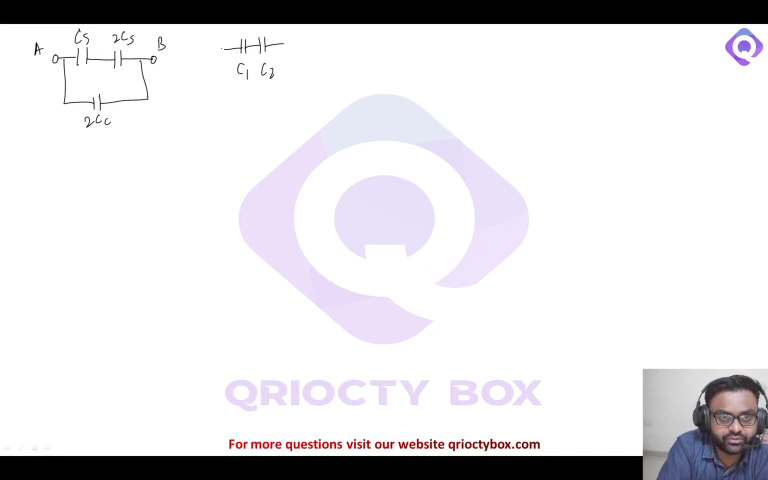 A
Cs
2Cs
B
2Cc
C1 C2
QRIOCTY BOX
For more questions visit our website qrioctybox.com